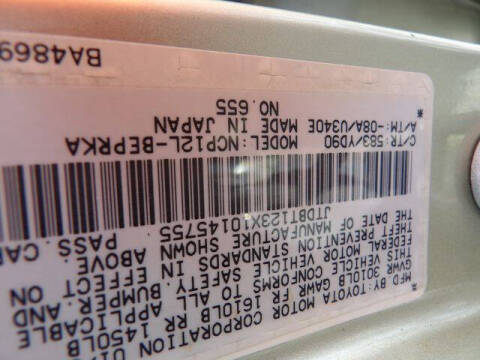 MFD BY: TOYOTA MOTOR CORPORATION 01/
GVWR 3010LB GAWR FR 1610LB RR 1450LB
THIS VEHICLE CONFORMS TO ALL APPLICABLE
FEDERAL MOTOR VEHICLE SAFETY, BUMPER, AND
THEFT PREVENTION STANDARDS IN EFFECT ON
THE DATE OF MANUFACTURE SHOWN ABOVE.
JTDBT123X10145755 PASS.CAR
C/TR:583/YD90 MODEL:NCP12L-BEPRKA
A/TM:-08A/U340E MADE IN JAPAN
NO.655
BA4869